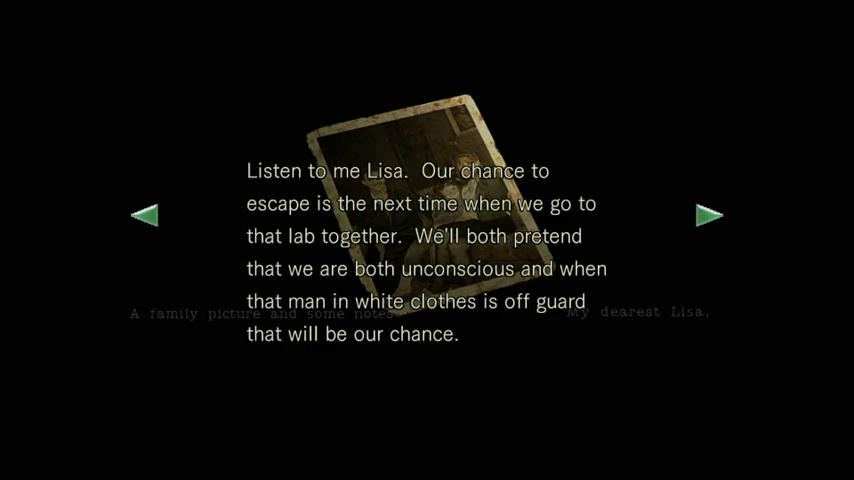 Listen to me Lisa.  Our chance to
escape is the next time when we go to
that lab together.  We'll both pretend
that we are both unconscious and when
that man in white clothes is off guard
that will be our chance.
A family picture and some notes
My dearest Lisa,